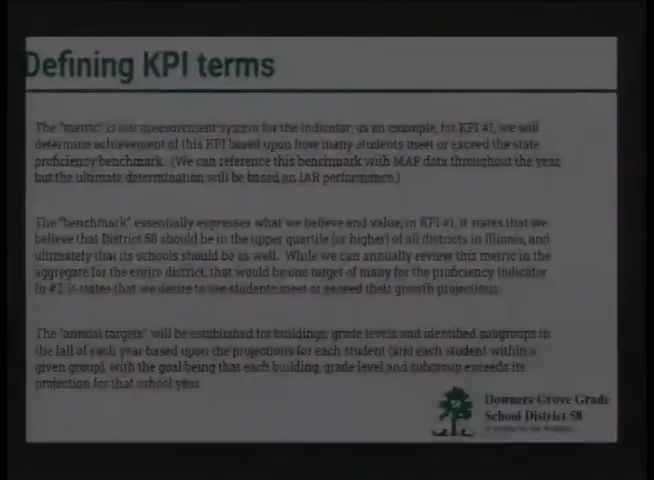 Defining KPI terms
The "metric" is our measurement system for the indicator; as an example, for KPI #1, we will
determine achievement of this KPI based upon how many students meet or exceed the state
proficiency benchmark. (We can reference this benchmark with MAP data throughout the year,
but the ultimate determination will be based on IAR performance.)
The "benchmark" essentially expresses what we believe and value; in KPI #1, it states that we
believe that District 58 should be in the upper quartile (or higher) of all districts in Illinois, and
ultimately that its schools should be as well. While we can annually review this metric in the
aggregate for the entire district, that would be one target of many for the proficiency indicator.
In #2, it states that we desire to see students meet or exceed their growth projections.
The "annual targets" will be established for buildings, grade levels and identified subgroups in
the fall of each year based upon the projections for each student (and each student within a
given group), with the goal being that each building, grade level and subgroup exceeds its
projection for that school year.
Downers Grove Grade
School District 58